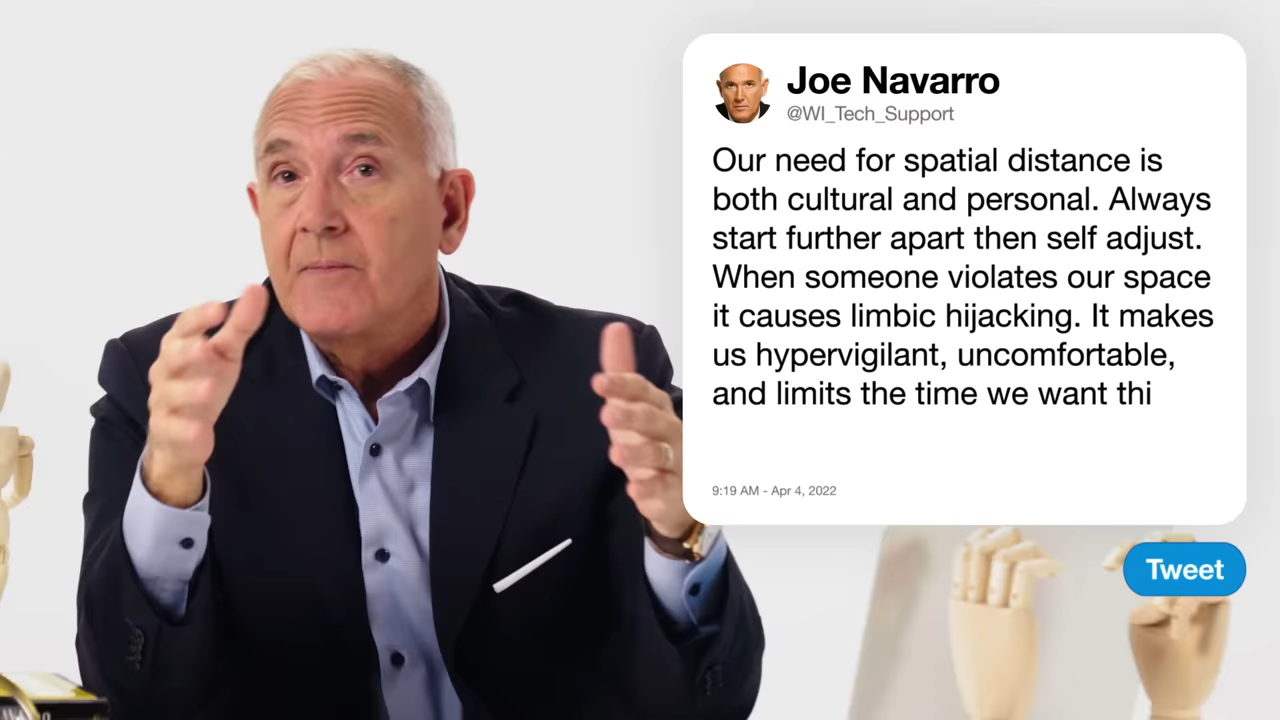 Joe Navarro
@WI_Tech_Support
Our need for spatial distance is
both cultural and personal. Always
start further apart then self adjust.
When someone violates our space
it causes limbic hijacking. It makes
us hypervigilant, uncomfortable,
and limits the time we want thi
9:19 AM - Apr 4, 2022
Tweet